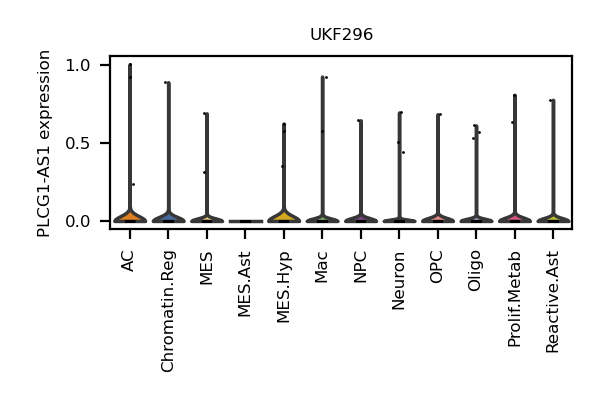 UKF296
PLCG1-AS1 expression
1.0
0.5
0.0
AC
Chromatin.Reg
MES
MES.Ast
MES.Hyp
Mac
NPC
Neuron
OPC
Oligo
Prolif.Metab
Reactive.Ast